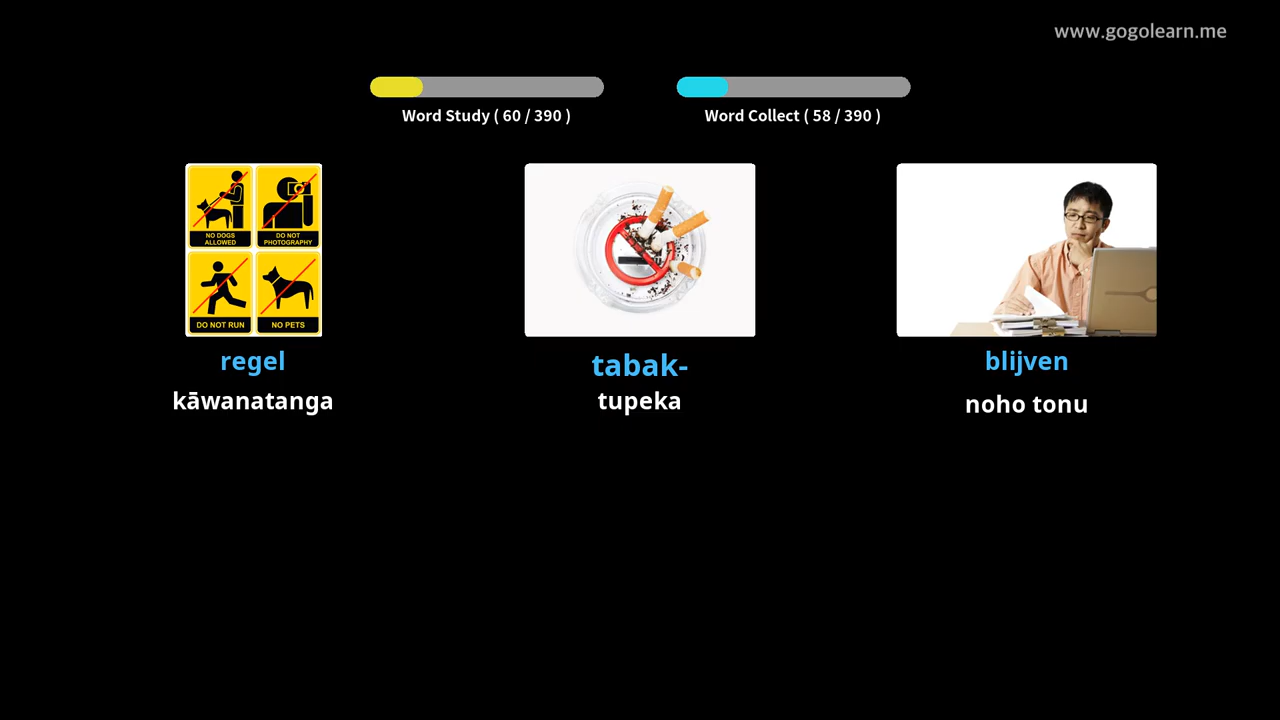 www.gogolearn.me
Word Study ( 60 / 390 )
Word Collect ( 58 / 390 )
NO DOGS
ALLOWED
DO NOT
PHOTOGRAPHY
DO NOT RUN
NO PETS
regel
kāwanatanga
tabak-
tupeka
blijven
noho tonu